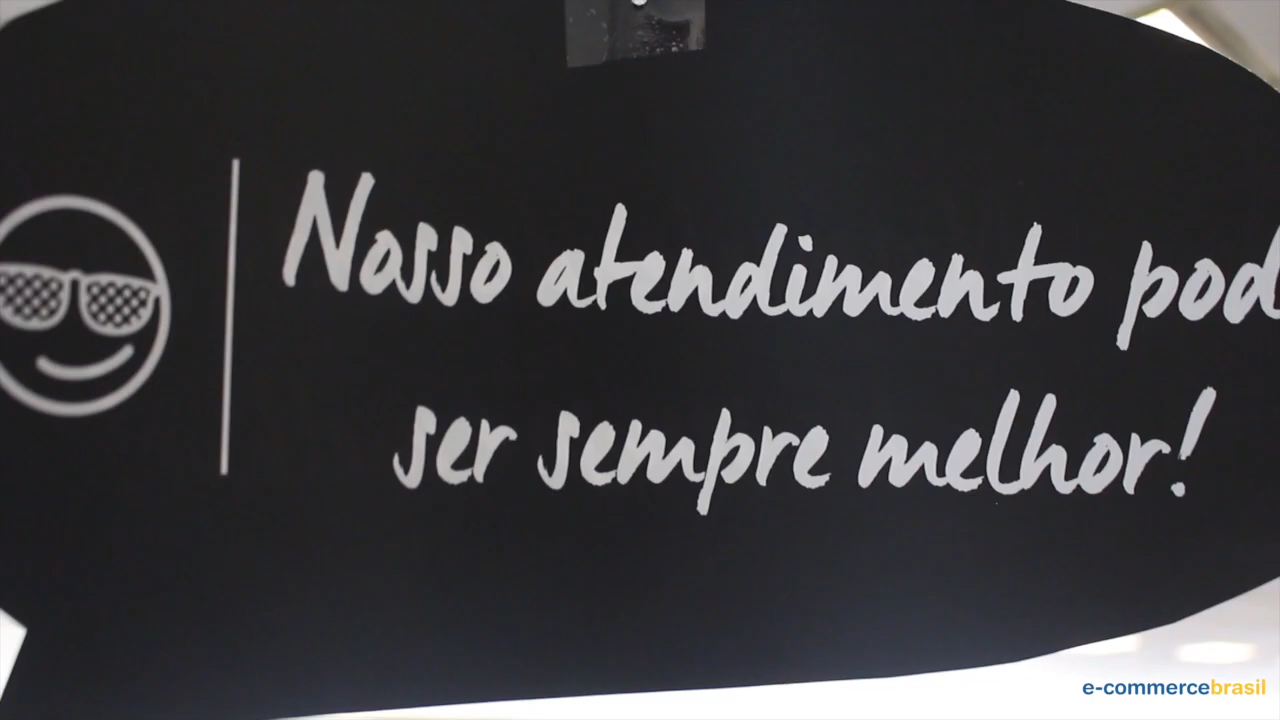 Nosso atendimento pod
ser sempre melhor!
e-commercebrasil